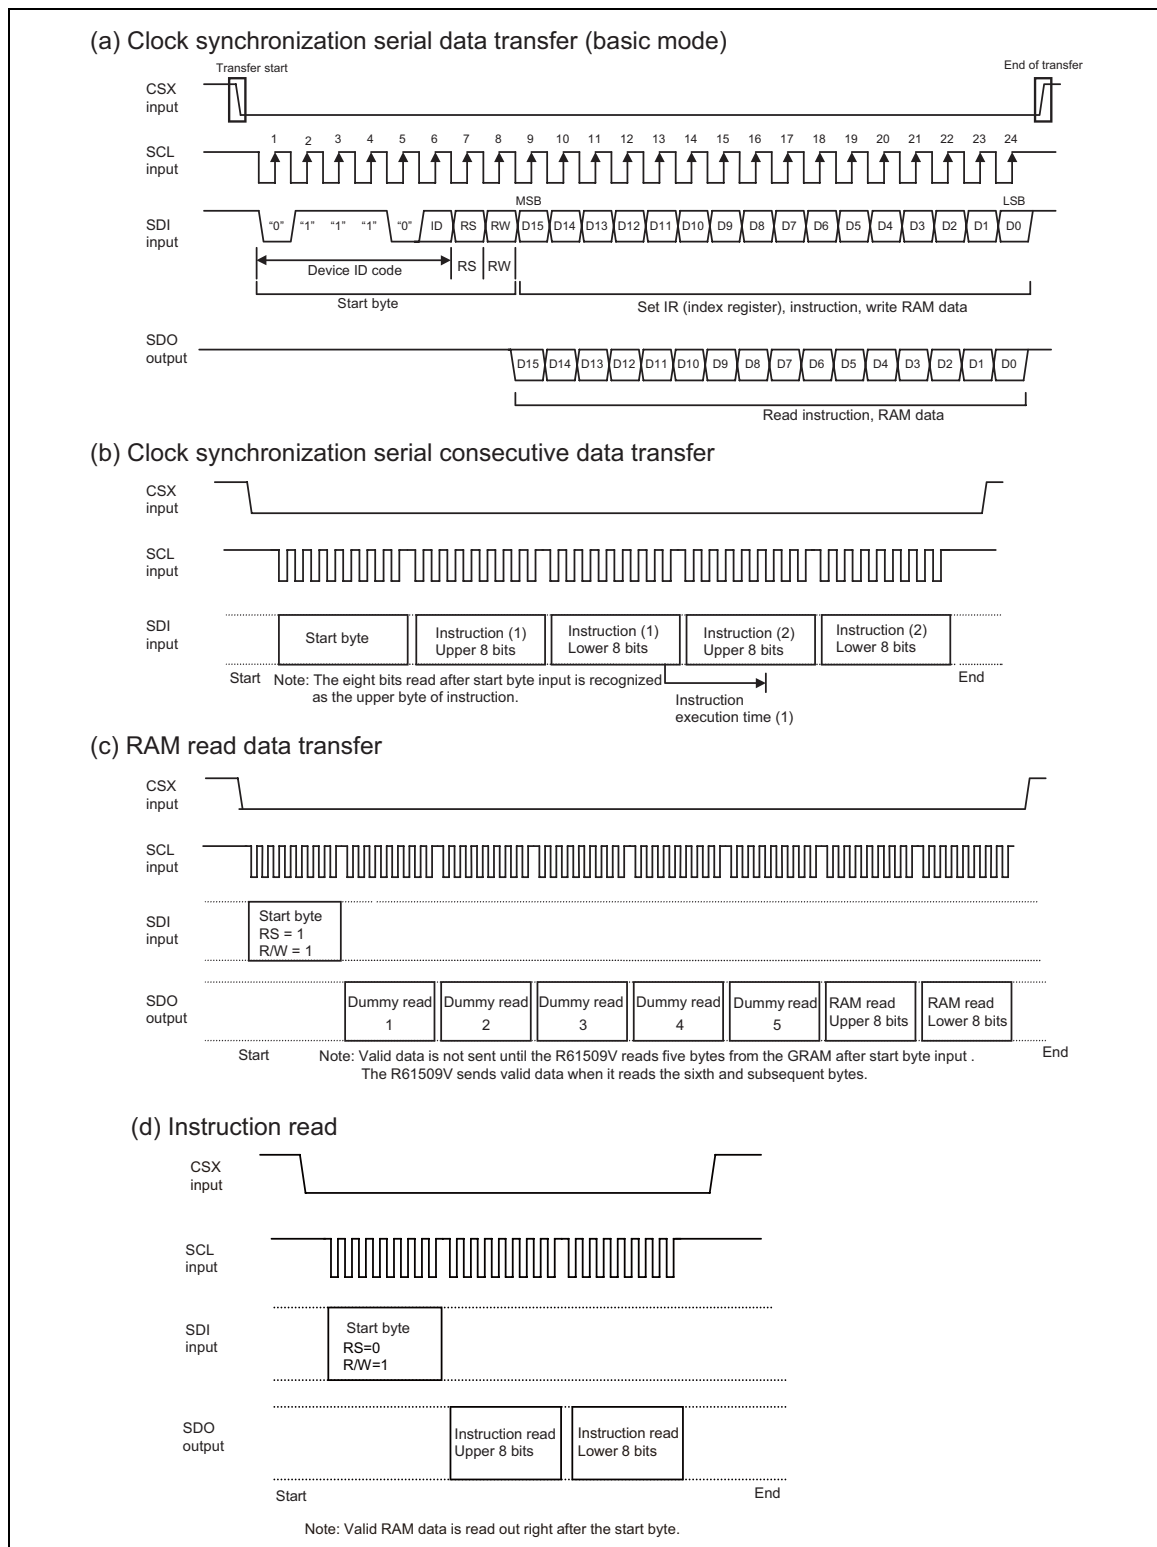 (a) Clock synchronization serial data transfer (basic mode)
Transfer start
End of transfer
CSX
input
1 2 3 4 5 6 7 8 9 10 11 12 13 14 15 16 17 18 19 20 21 22 23 24
SCL
input
MSB
LSB
SDI
input
“0” “1” “1” “1” “0” ID RS RW D15 D14 D13 D12 D11 D10 D9 D8 D7 D6 D5 D4 D3 D2 D1 D0
Device ID code
RS
RW
Start byte
Set IR (index register), instruction, write RAM data
SDO
output
D15 D14 D13 D12 D11 D10 D9 D8 D7 D6 D5 D4 D3 D2 D1 D0
Read instruction, RAM data
(b) Clock synchronization serial consecutive data transfer
CSX
input
SCL
input
SDI
input
Start byte
Instruction (1)
Upper 8 bits
Instruction (1)
Lower 8 bits
Instruction (2)
Upper 8 bits
Instruction (2)
Lower 8 bits
Start
End
Note: The eight bits read after start byte input is recognized
as the upper byte of instruction.
Instruction
execution time (1)
(c) RAM read data transfer
CSX
input
SCL
input
SDI
input
Start byte
RS = 1
R/W = 1
SDO
output
Dummy read
1
Dummy read
2
Dummy read
3
Dummy read
4
Dummy read
5
RAM read
Upper 8 bits
RAM read
Lower 8 bits
Start
End
Note: Valid data is not sent until the R61509V reads five bytes from the GRAM after start byte input .
The R61509V sends valid data when it reads the sixth and subsequent bytes.
(d) Instruction read
CSX
input
SCL
input
SDI
input
Start byte
RS=0
R/W=1
SDO
output
Instruction read
Upper 8 bits
Instruction read
Lower 8 bits
Start
End
Note: Valid RAM data is read out right after the start byte.